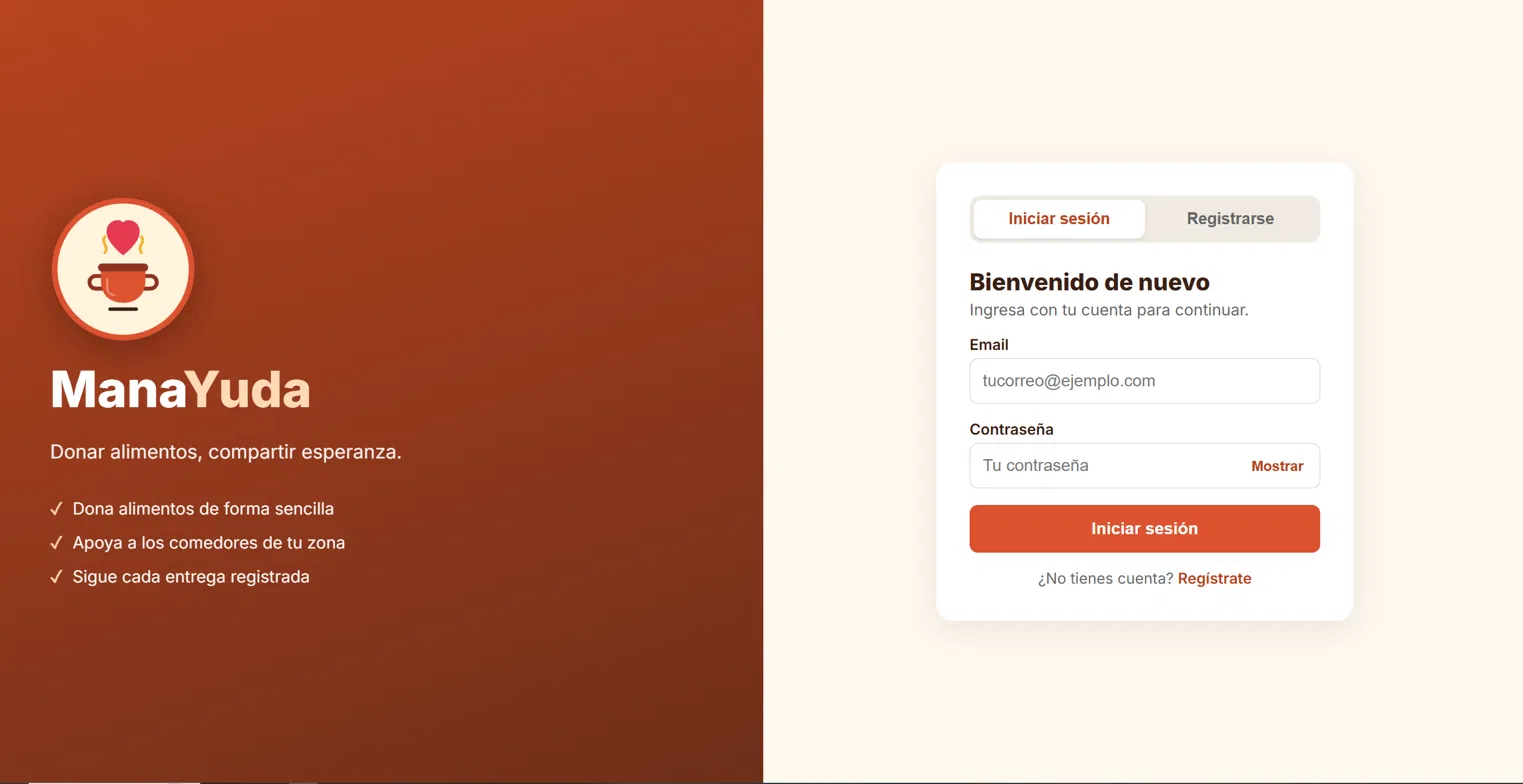 ManaYuda
Donar alimentos, compartir esperanza.
✓ Dona alimentos de forma sencilla
✓ Apoya a los comedores de tu zona
✓ Sigue cada entrega registrada
Iniciar sesión
Registrarse
Bienvenido de nuevo
Ingresa con tu cuenta para continuar.
Email
tucorreo@ejemplo.com
Contraseña
Tu contraseña
Mostrar
Iniciar sesión
¿No tienes cuenta? Regístrate